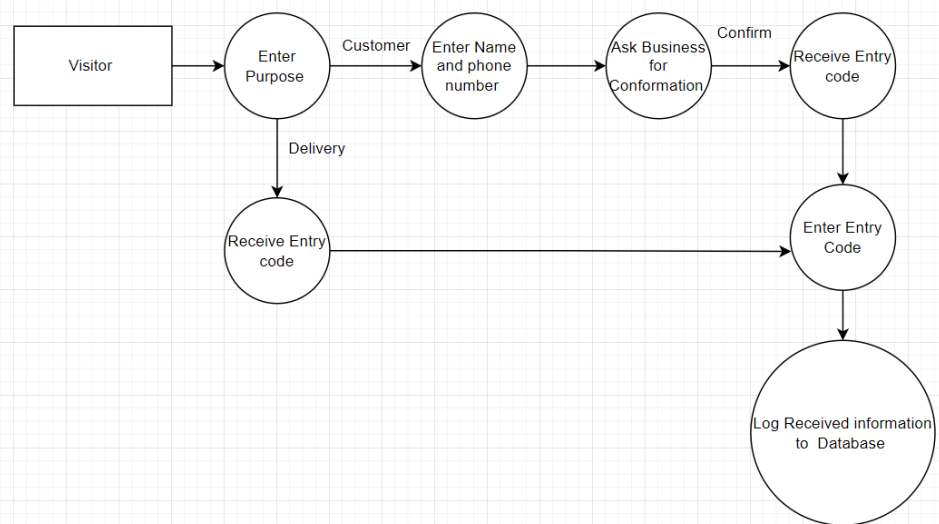 Visitor
Enter
Purpose
Customer
Enter Name
and phone
number
Ask Business
for
Conformation
Confirm
Receive Entry
code
Delivery
Receive Entry
code
Enter Entry
Code
Log Received information
to Database